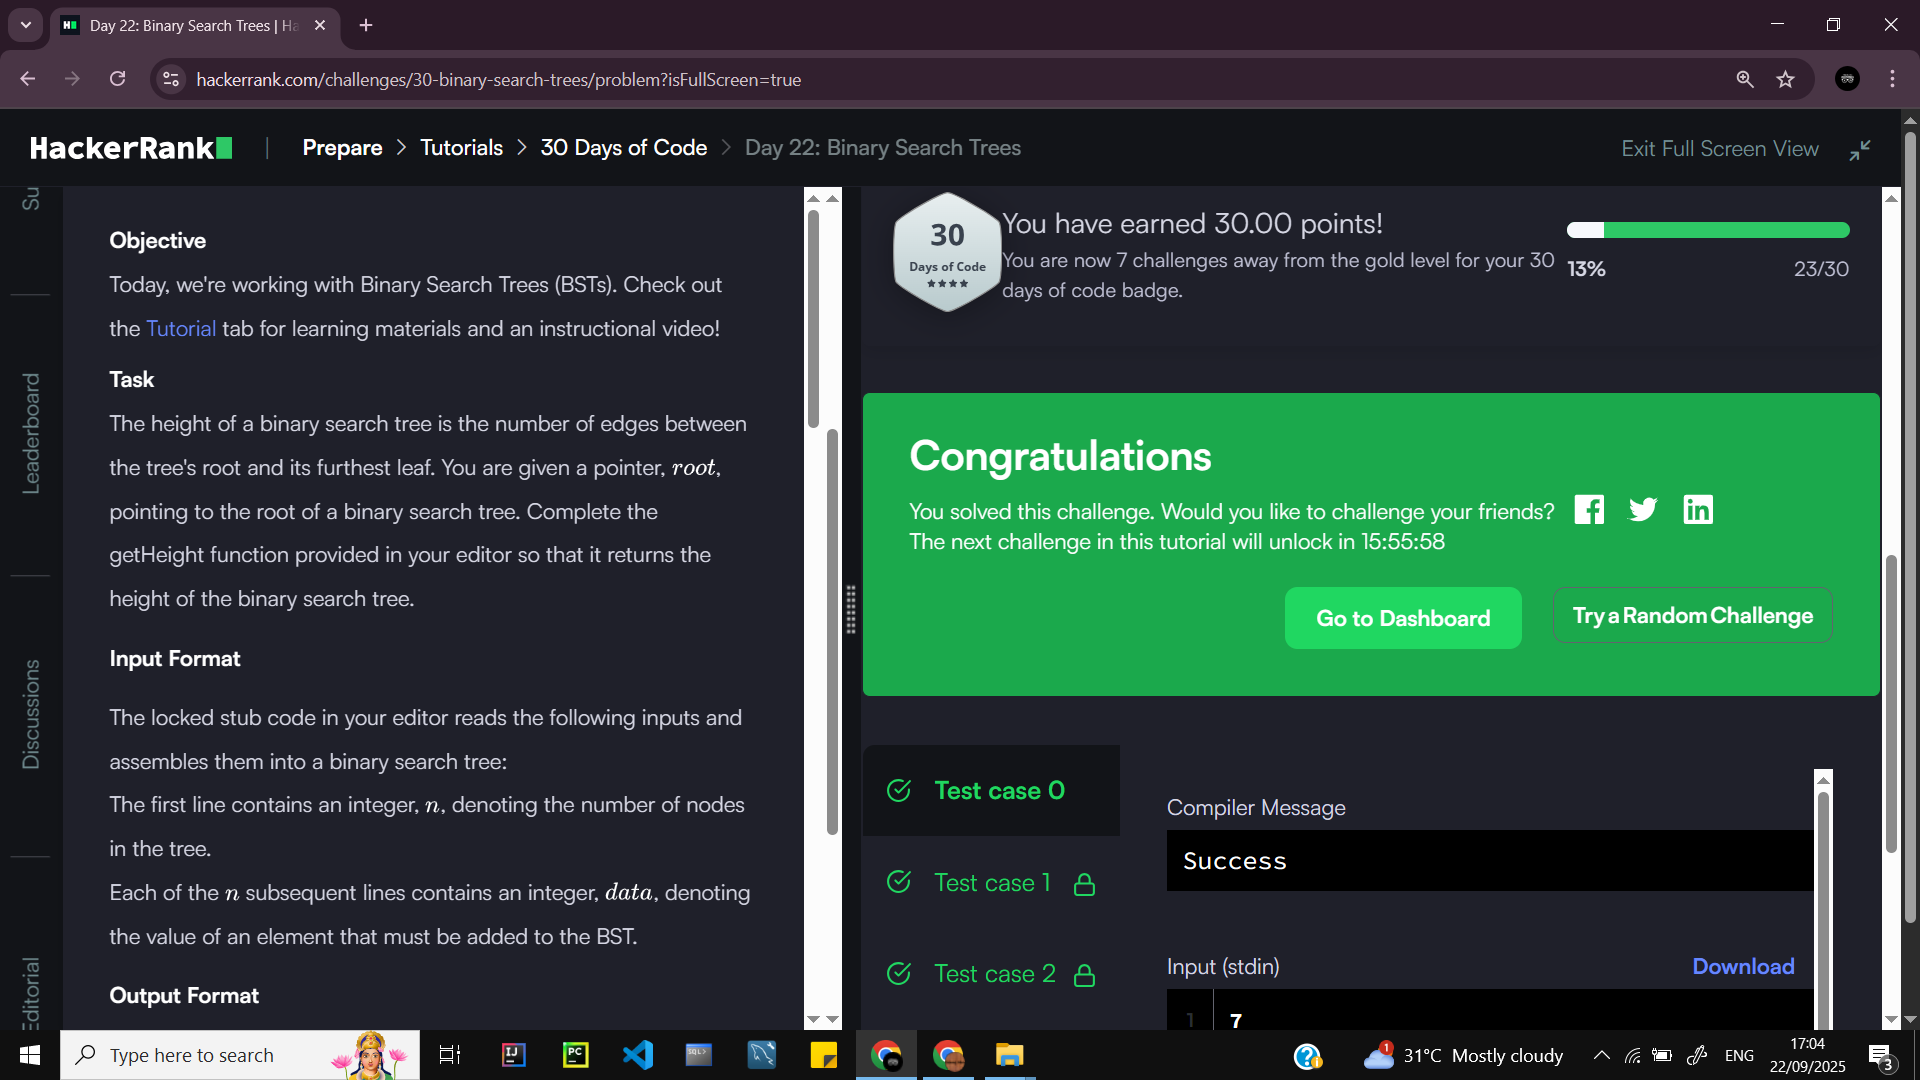 Day 22: Binary Search Trees | Ha
hackerrank.com/challenges/30-binary-search-trees/problem?isFullScreen=true
HackerRank
Prepare > Tutorials > 30 Days of Code > Day 22: Binary Search Trees
Exit Full Screen View
Su
Leaderboard
Discussions
Editorial
Objective
Today, we're working with Binary Search Trees (BSTs). Check out
the Tutorial tab for learning materials and an instructional video!
Task
The height of a binary search tree is the number of edges between
the tree's root and its furthest leaf. You are given a pointer, root,
pointing to the root of a binary search tree. Complete the
getHeight function provided in your editor so that it returns the
height of the binary search tree.
Input Format
The locked stub code in your editor reads the following inputs and
assembles them into a binary search tree:
The first line contains an integer, n, denoting the number of nodes
in the tree.
Each of the n subsequent lines contains an integer, data, denoting
the value of an element that must be added to the BST.
Output Format
30
Days of Code
You have earned 30.00 points!
You are now 7 challenges away from the gold level for your 30
days of code badge.
13%
23/30
Congratulations
You solved this challenge. Would you like to challenge your friends?
The next challenge in this tutorial will unlock in 15:55:58
Go to Dashboard
Try a Random Challenge
Test case 0
Test case 1
Test case 2
Compiler Message
Success
Input (stdin)
Download
1
7
Type here to search
IJ
PC
SQL>
1
31°C Mostly cloudy
ENG
17:04
22/09/2025
3